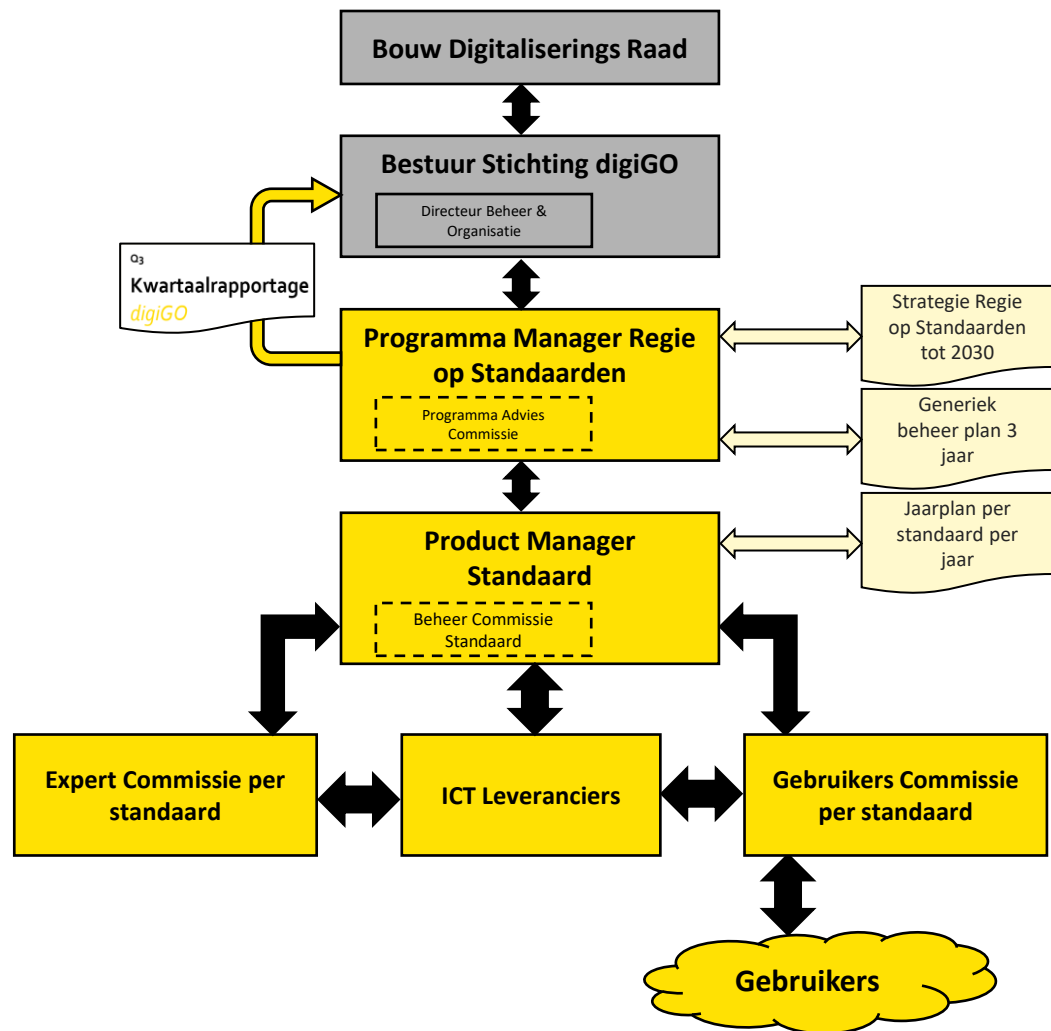 Bouw Digitaliserings Raad
Bestuur Stichting digiGO
Directeur Beheer &
Organisatie
Q3
Kwartaalrapportage
digiGO
Programma Manager Regie
op Standaarden
Programma Advies
Commissie
Strategie Regie
op Standaarden
tot 2030
Generiek
beheer plan 3
jaar
Product Manager
Standaard
Beheer Commissie
Standaard
Jaarplan per
standaard per
jaar
Expert Commissie per
standaard
ICT Leveranciers
Gebruikers Commissie
per standaard
Gebruikers